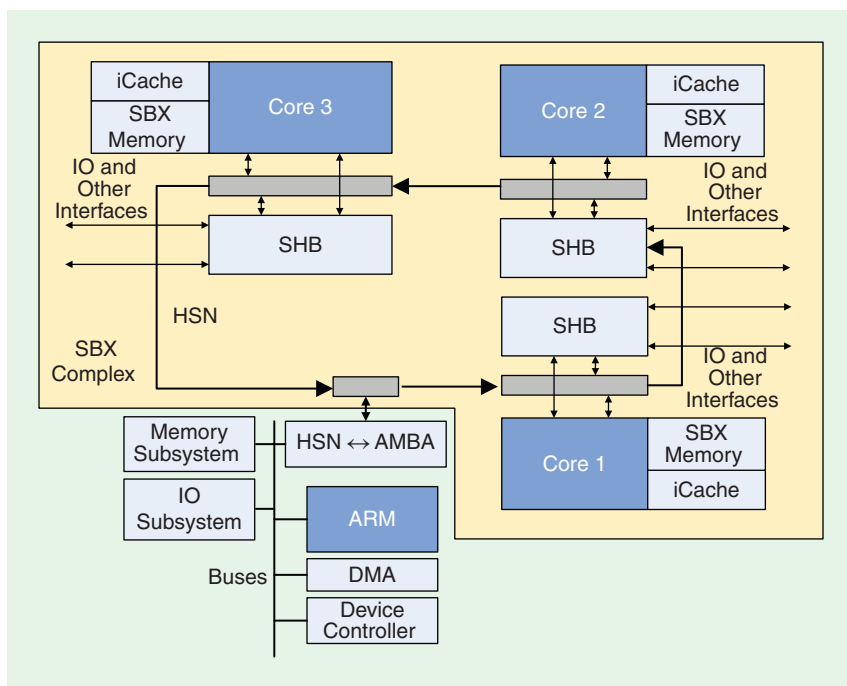 iCache
SBX
Memory
Core 3
Core 2
iCache
SBX
Memory
IO and
Other
Interfaces
IO and
Other
Interfaces
SHB
SHB
HSN
SHB
SBX
Complex
IO and
Other
Interfaces
Memory
Subsystem
HSN ↔ AMBA
Core 1
SBX
Memory
iCache
IO
Subsystem
ARM
Buses
DMA
Device
Controller